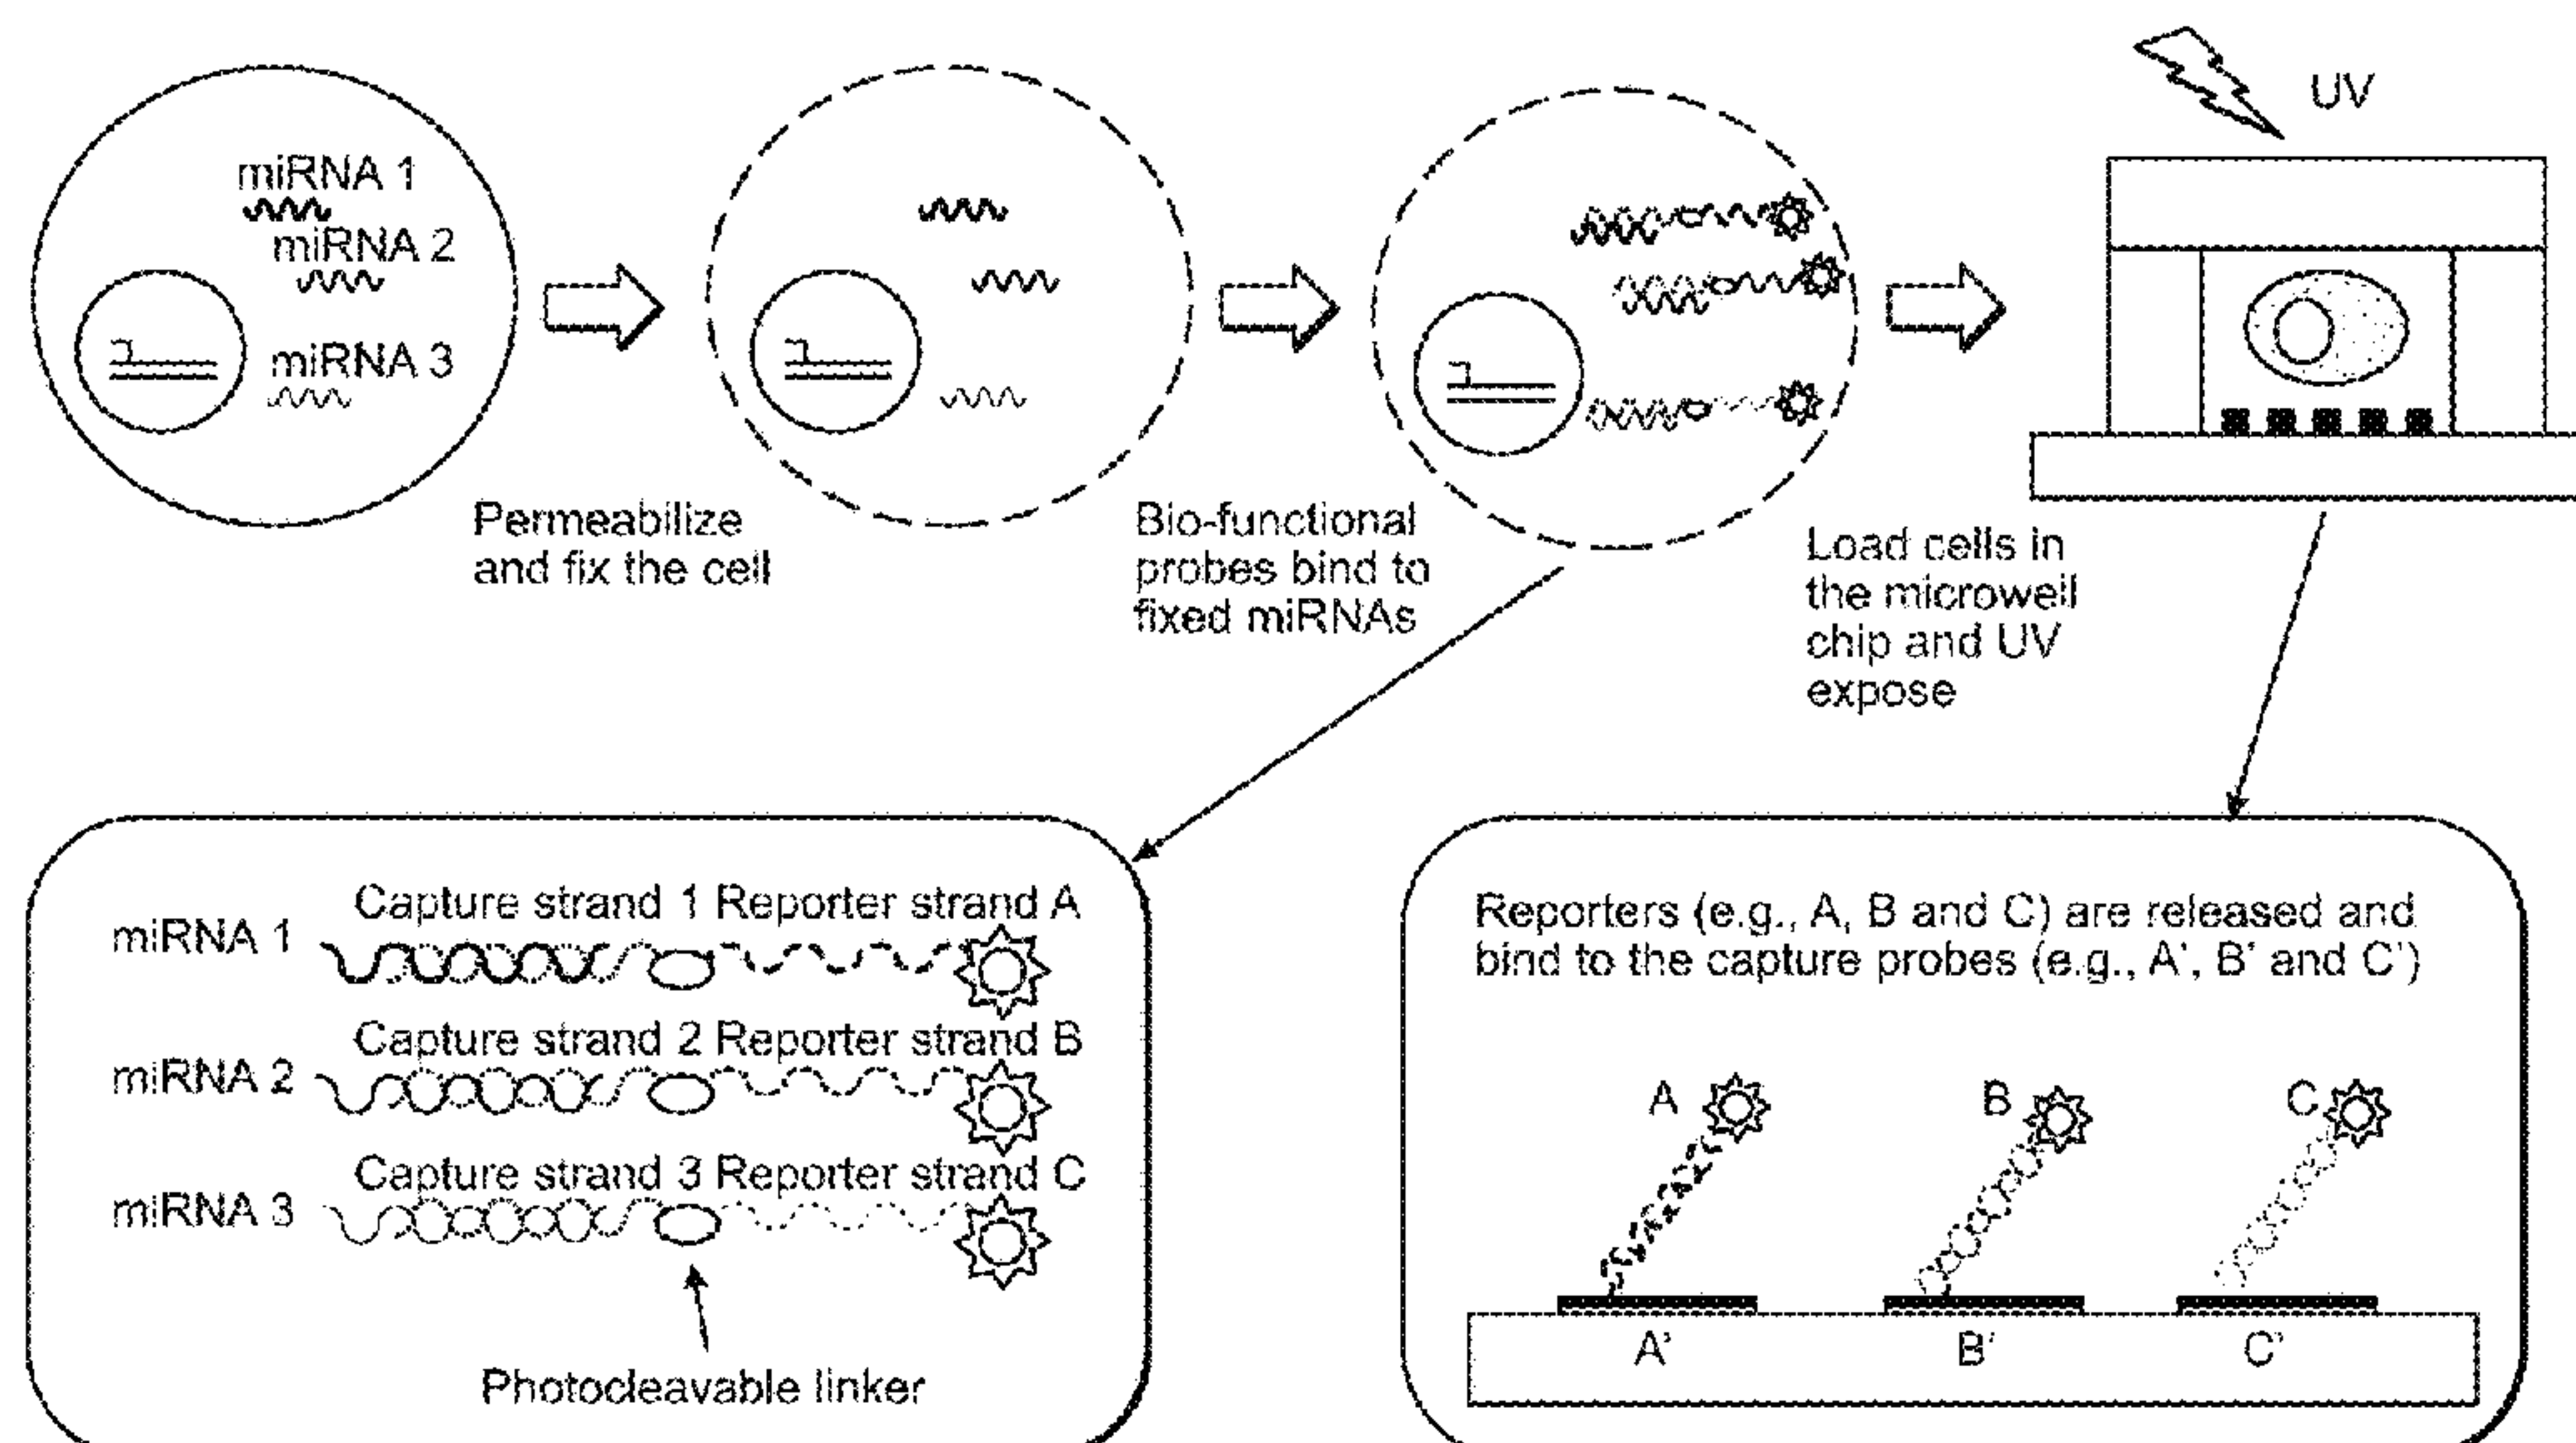 miRNA 1
miRNA 2
miRNA 3
Permeabilize
and fix the cell
Bio-functional
probes bind to
fixed miRNAs
UV
Load cells in
the microwell
chip and UV
expose
Capture strand 1 Reporter strand A
miRNA 1
Capture strand 2 Reporter strand B
miRNA 2
Capture strand 3 Reporter strand C
miRNA 3
Photocleavable linker
Reporters (e.g., A, B and C) are released and
bind to the capture probes (e.g., A', B' and C')
A B C
A' B' C'